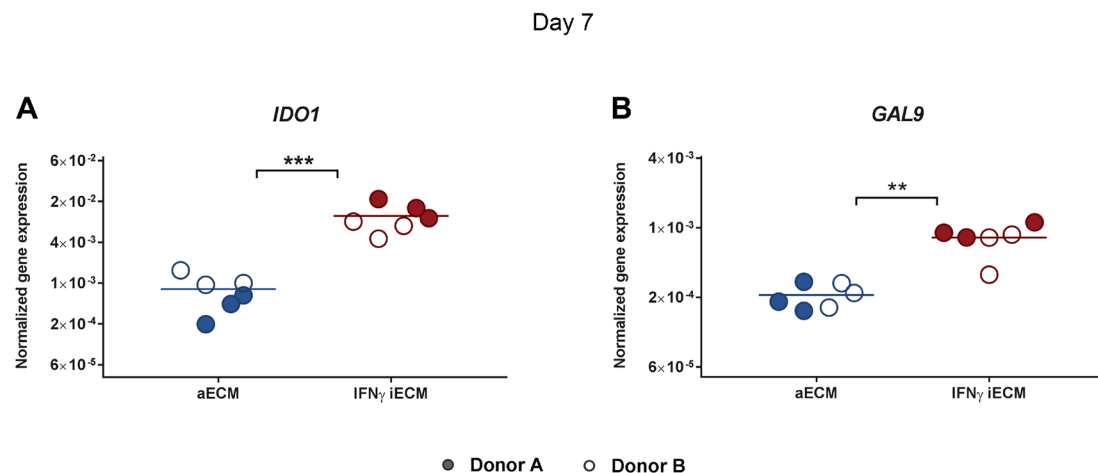 Day 7
A
IDO1
Normalized gene expression
6×10⁻²
2×10⁻²
4×10⁻³
1×10⁻³
2×10⁻⁴
6×10⁻⁵
***
aECM
IFNγ iECM
B
GAL9
Normalized gene expression
4×10⁻³
1×10⁻³
2×10⁻⁴
6×10⁻⁶
**
aECM
IFNγ iECM
Donor A
Donor B